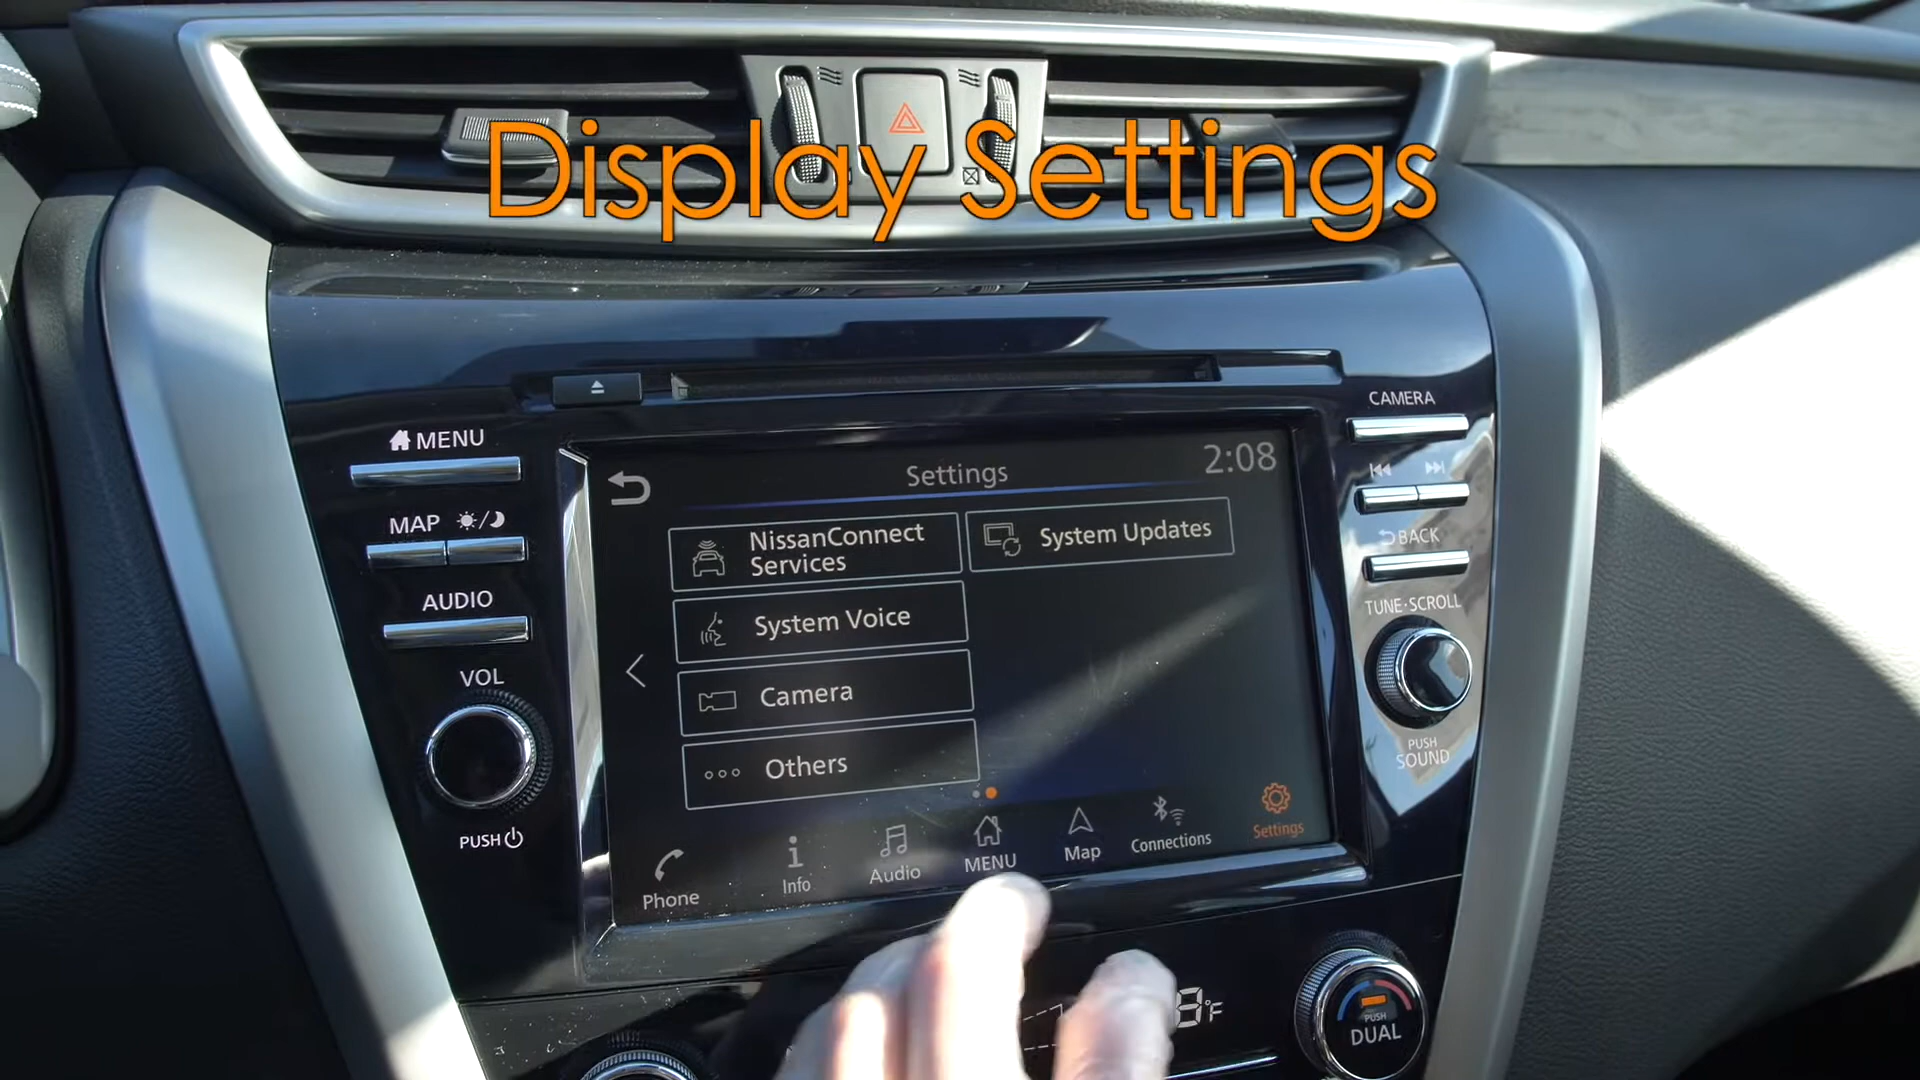 Display Settings
CAMERA
MENU
MAP
AUDIO
VOL
PUSH
Settings
2:08
NissanConnect
Services
System Updates
System Voice
Camera
Others
Phone
Info
Audio
MENU
Map
Connections
Settings
BACK
TUNE·SCROLL
PUSH
SOUND
8°F
PUSH
DUAL